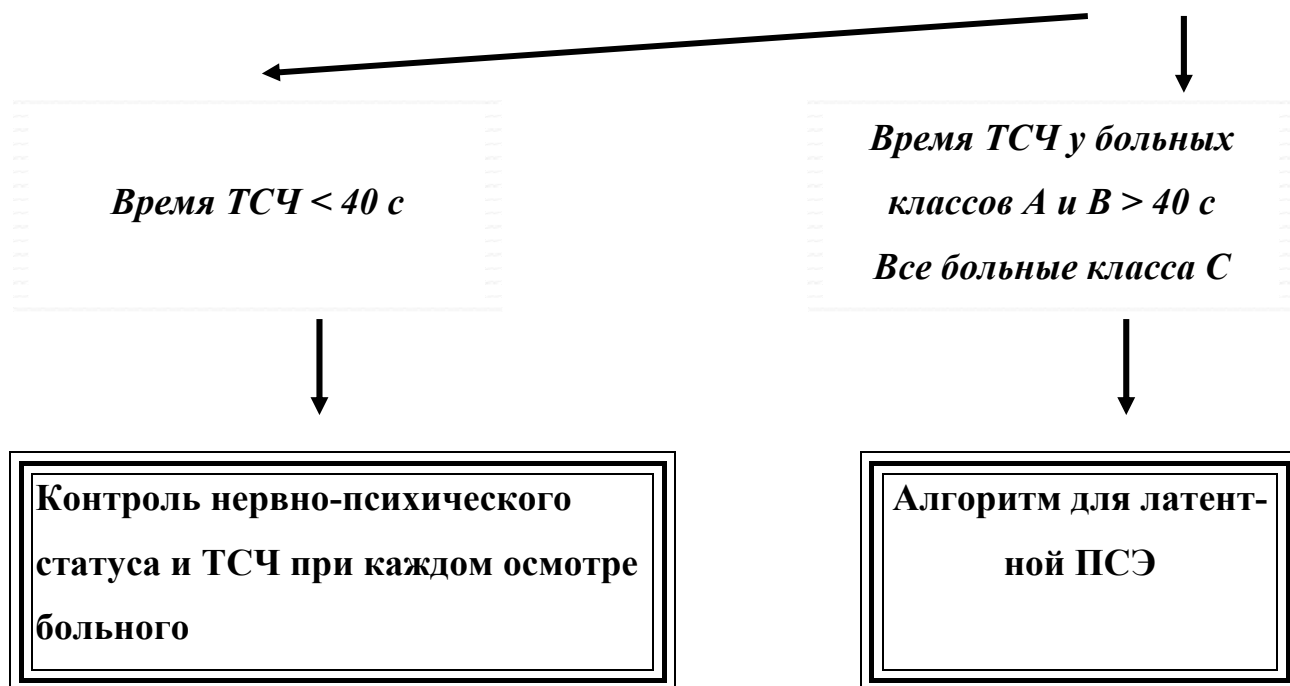 Время ТСЧ < 40 с
Время ТСЧ у больных
классов А и В > 40 с
Все больные класса С
Контроль нервно-психического
статуса и ТСЧ при каждом осмотре
больного
Алгоритм для латент-
ной ПСЭ